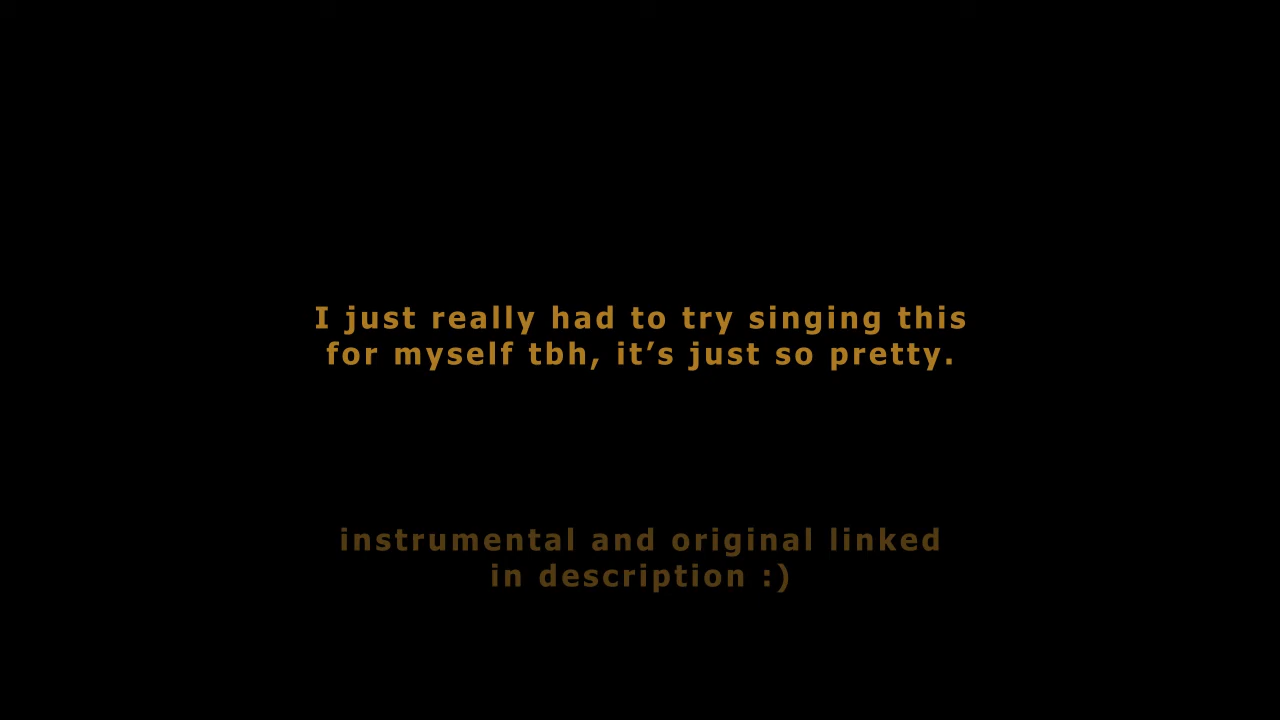 I just really had to try singing this
for myself tbh, it’s just so pretty.
instrumental and original linked
in description :)